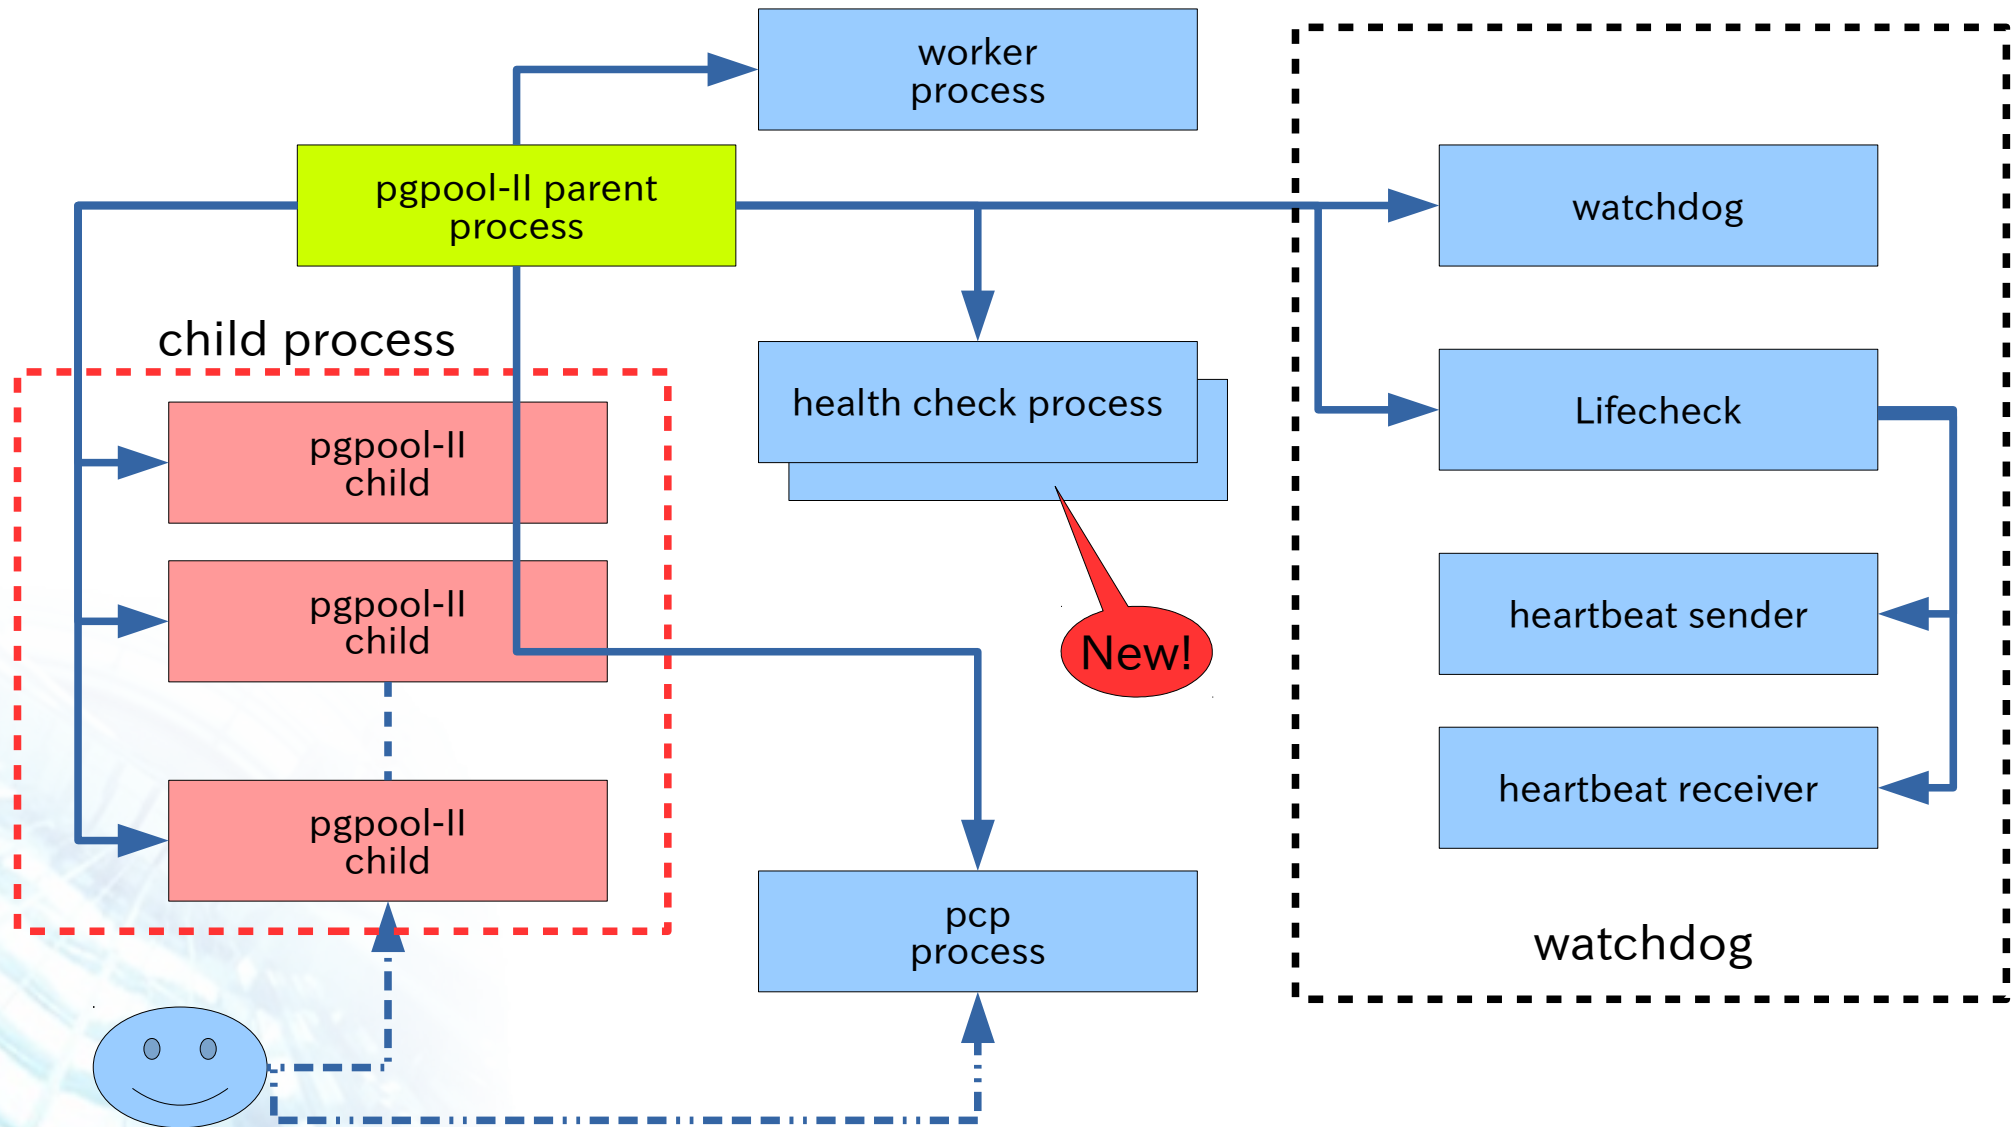 worker
process
pgpool-II parent
process
watchdog
child process
health check process
Lifecheck
pgpool-II
child
pgpool-II
child
heartbeat sender
New!
heartbeat receiver
pgpool-II
child
pcp
process
watchdog